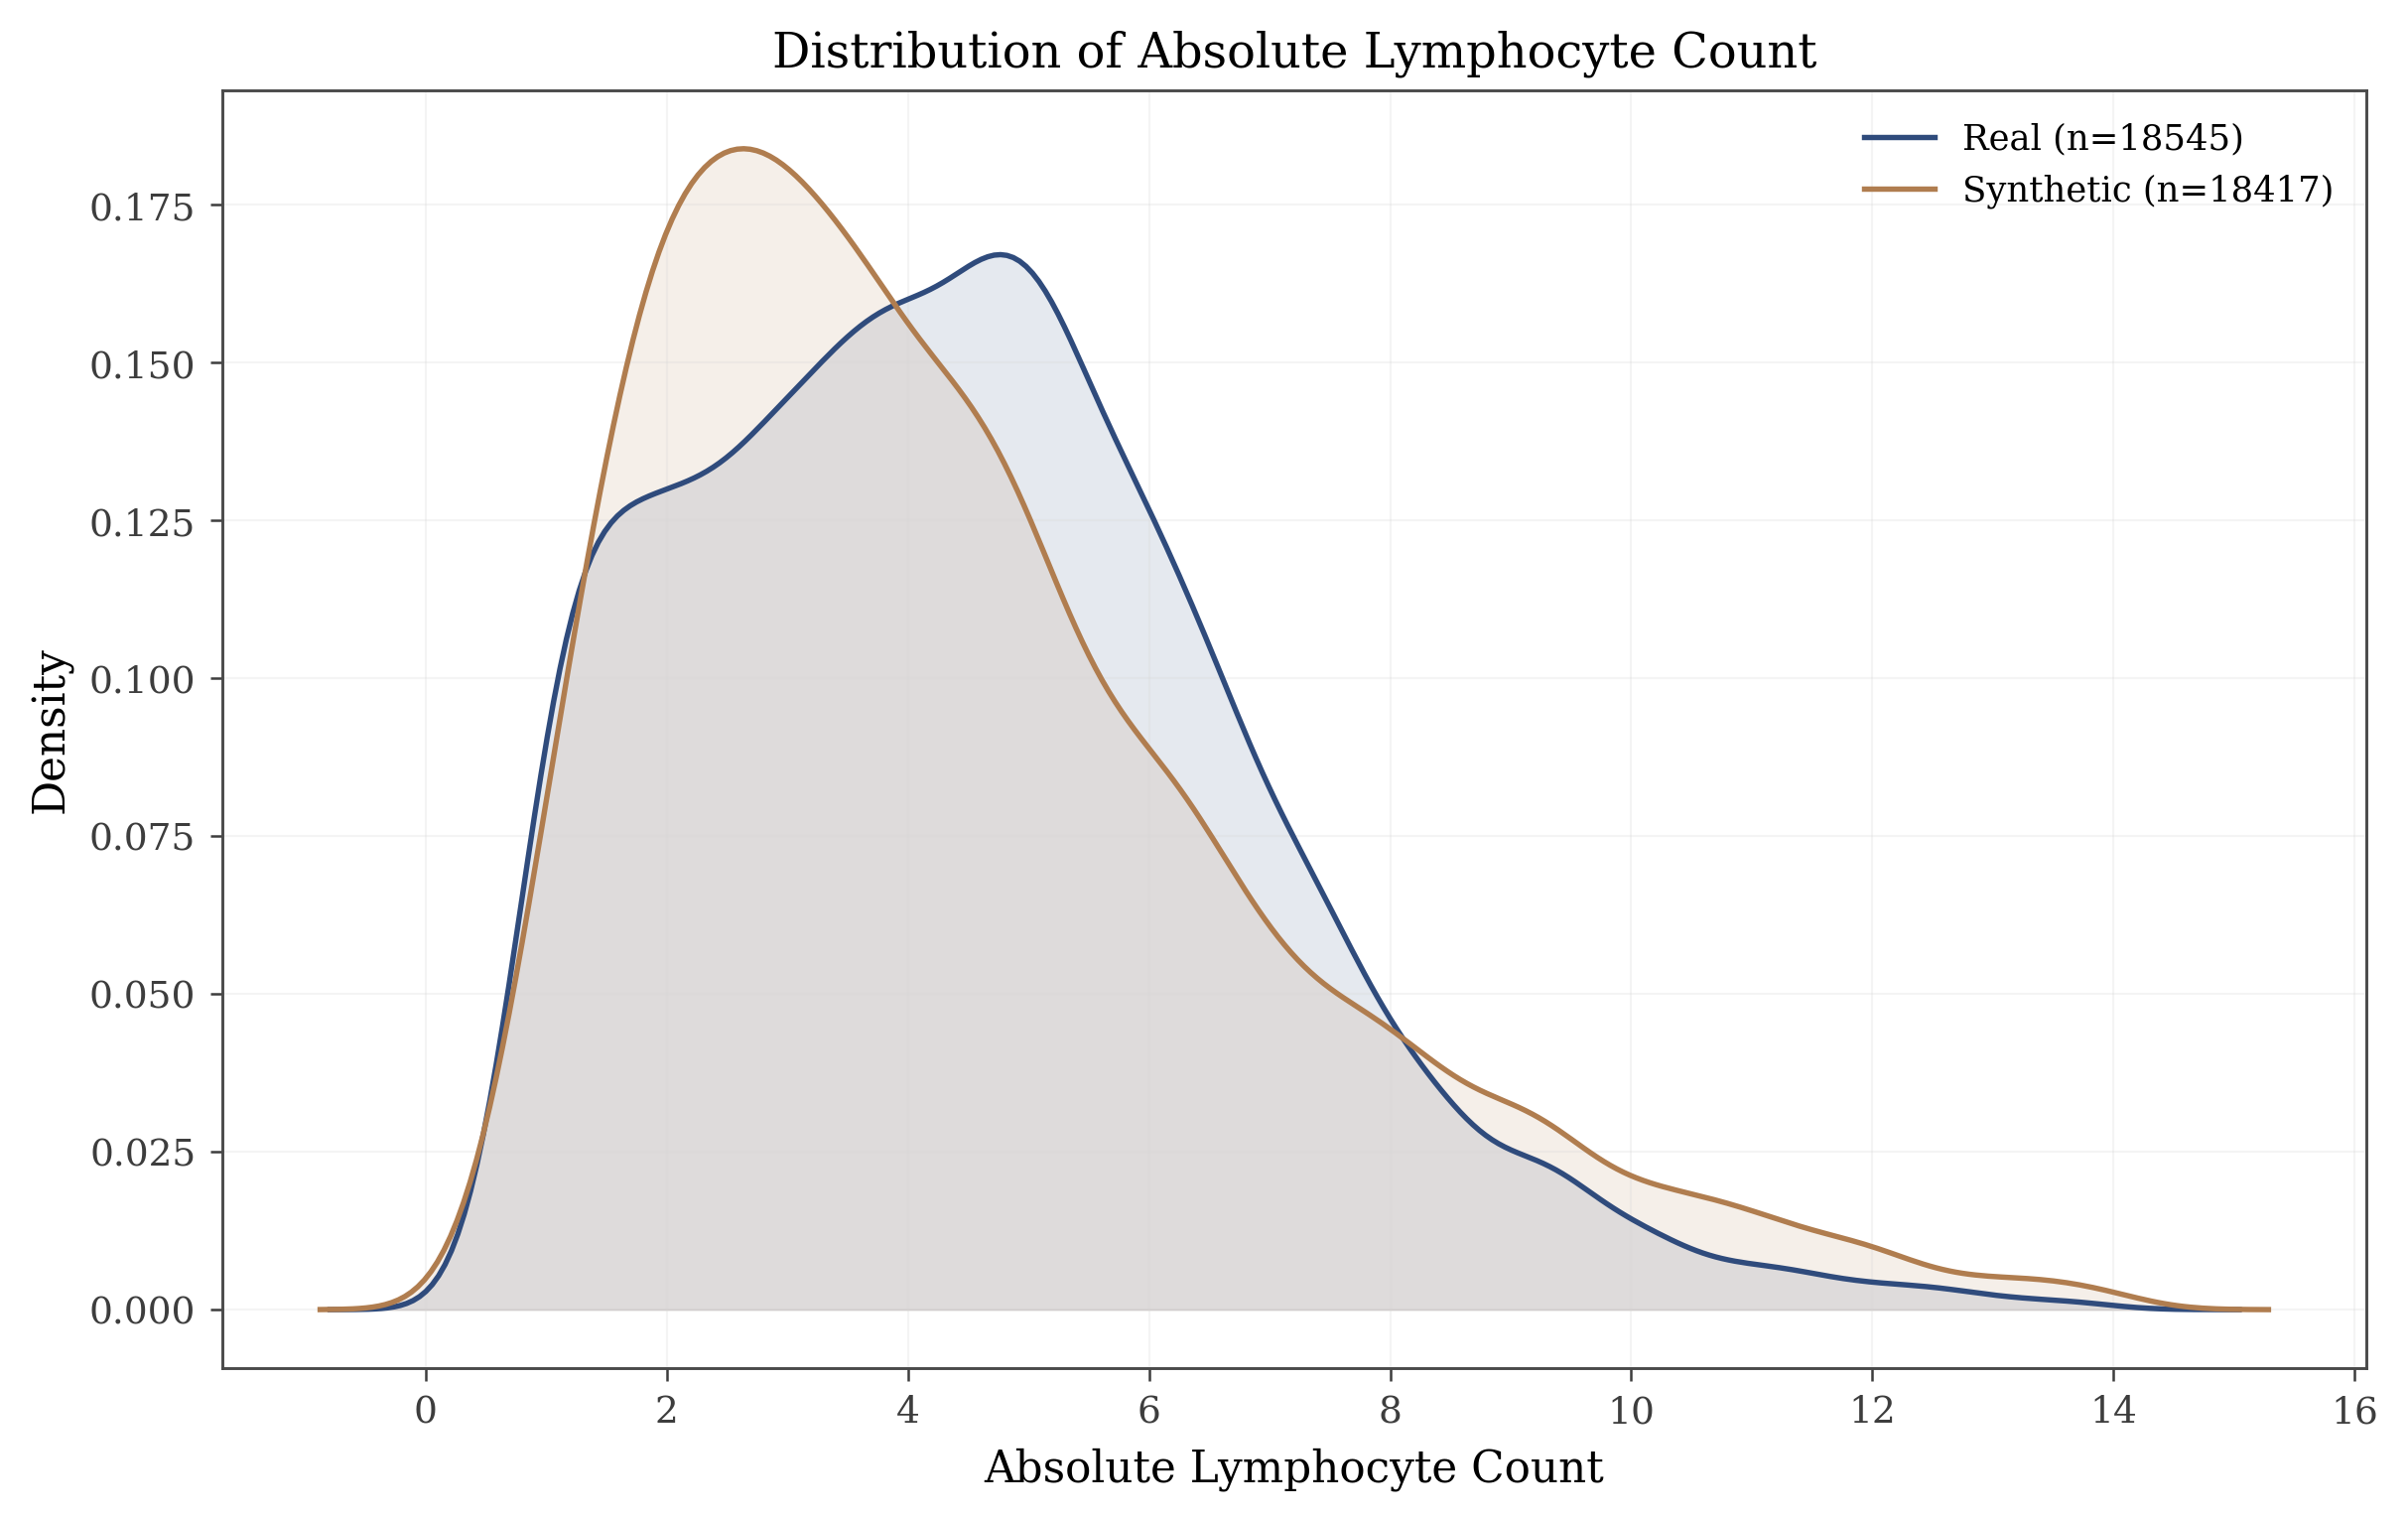 Distribution of Absolute Lymphocyte Count
Real (n=18545)
Synthetic (n=18417)
Density
0.175
0.150
0.125
0.100
0.075
0.050
0.025
0.000
0 2 4 6 8 10 12 14 16
Absolute Lymphocyte Count